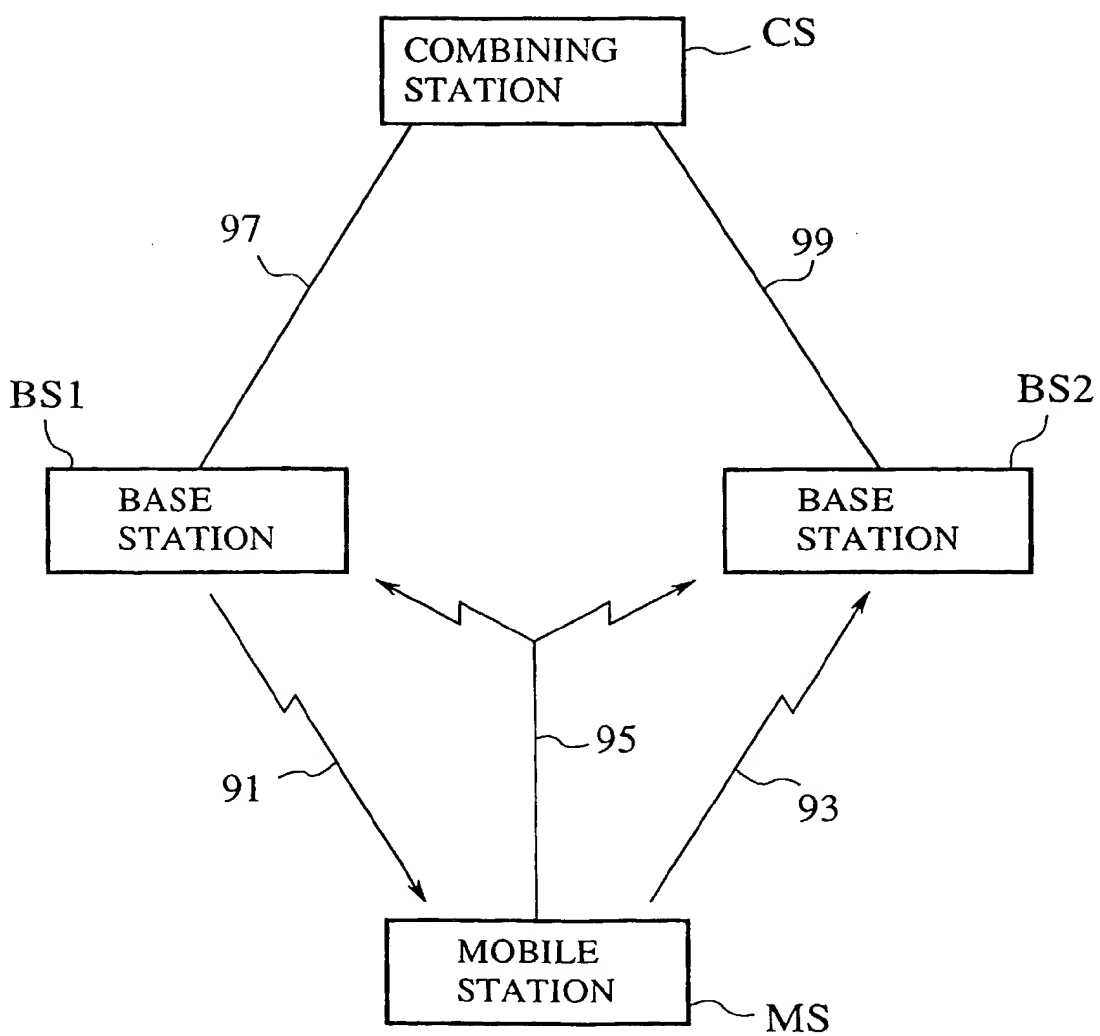 COMBINING
STATION
CS
97
99
BS1
BS2
BASE
STATION
BASE
STATION
91
95
93
MOBILE
STATION
MS